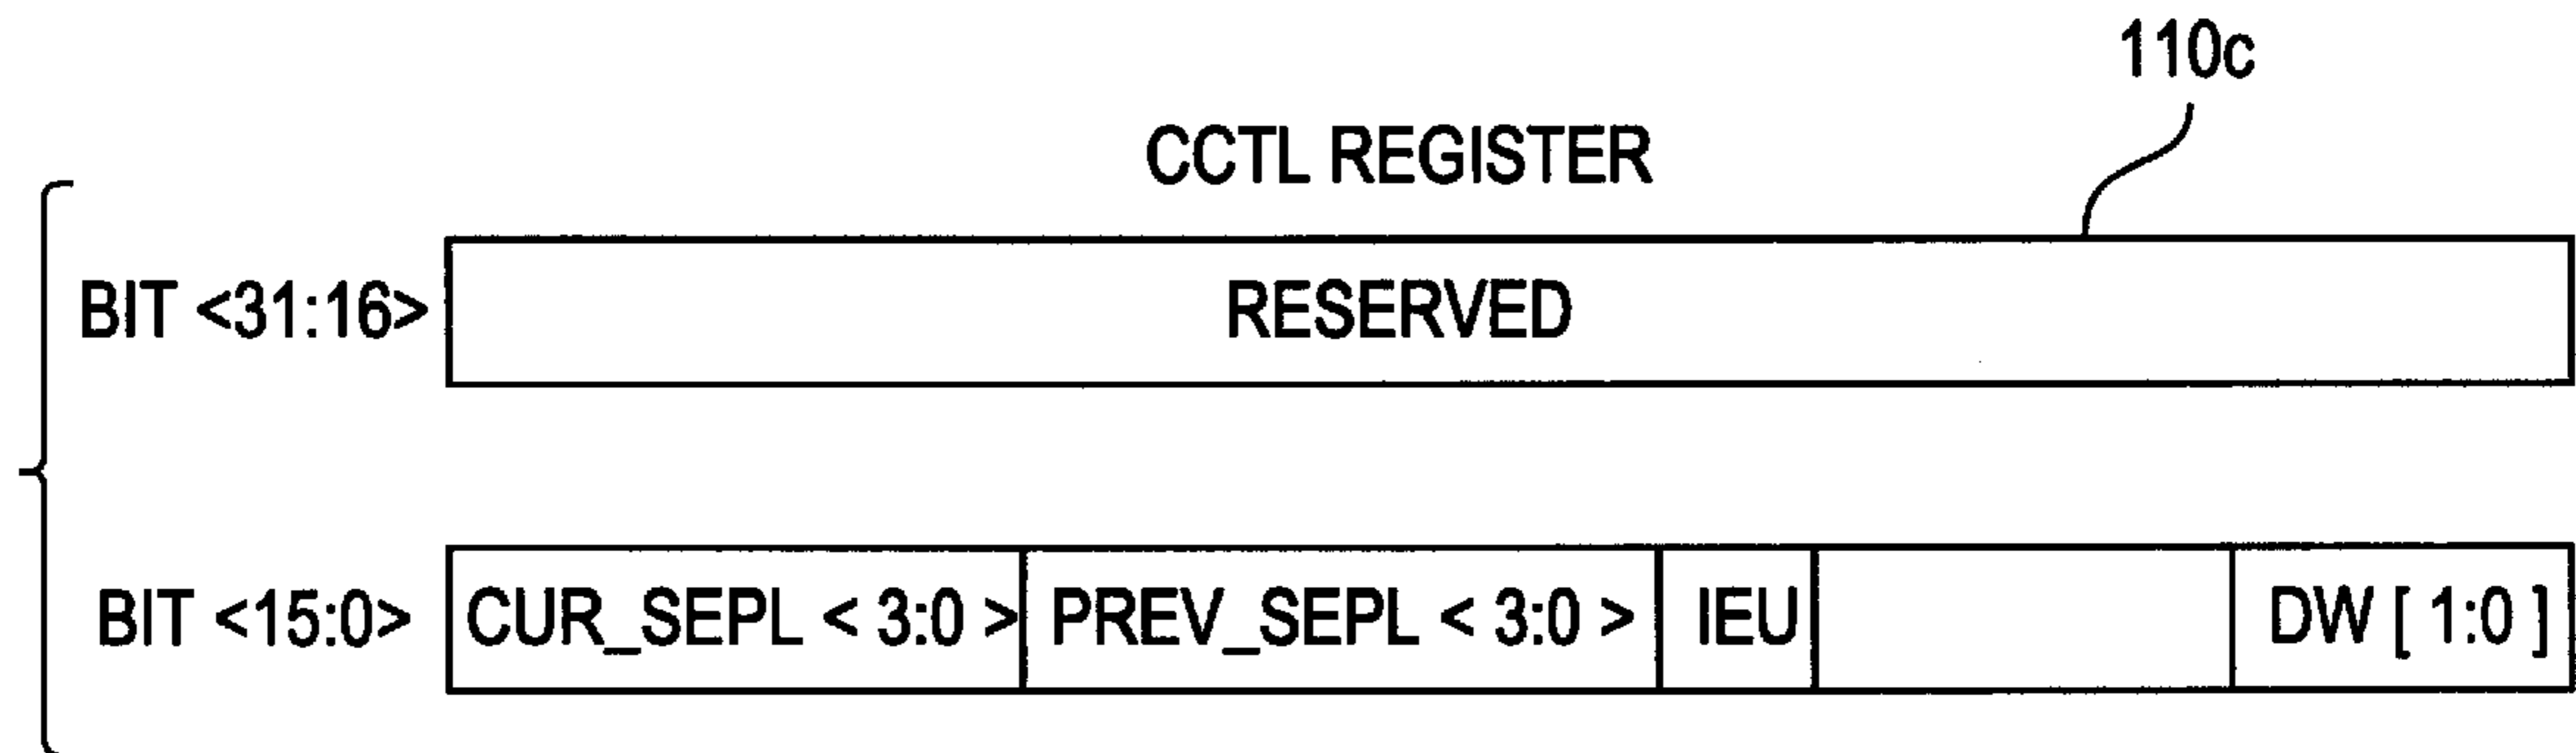 110c
CCTL REGISTER
BIT <31:16> RESERVED
BIT <15:0> CUR_SEPL < 3:0 > PREV_SEPL < 3:0 > IEU DW [ 1:0 ]